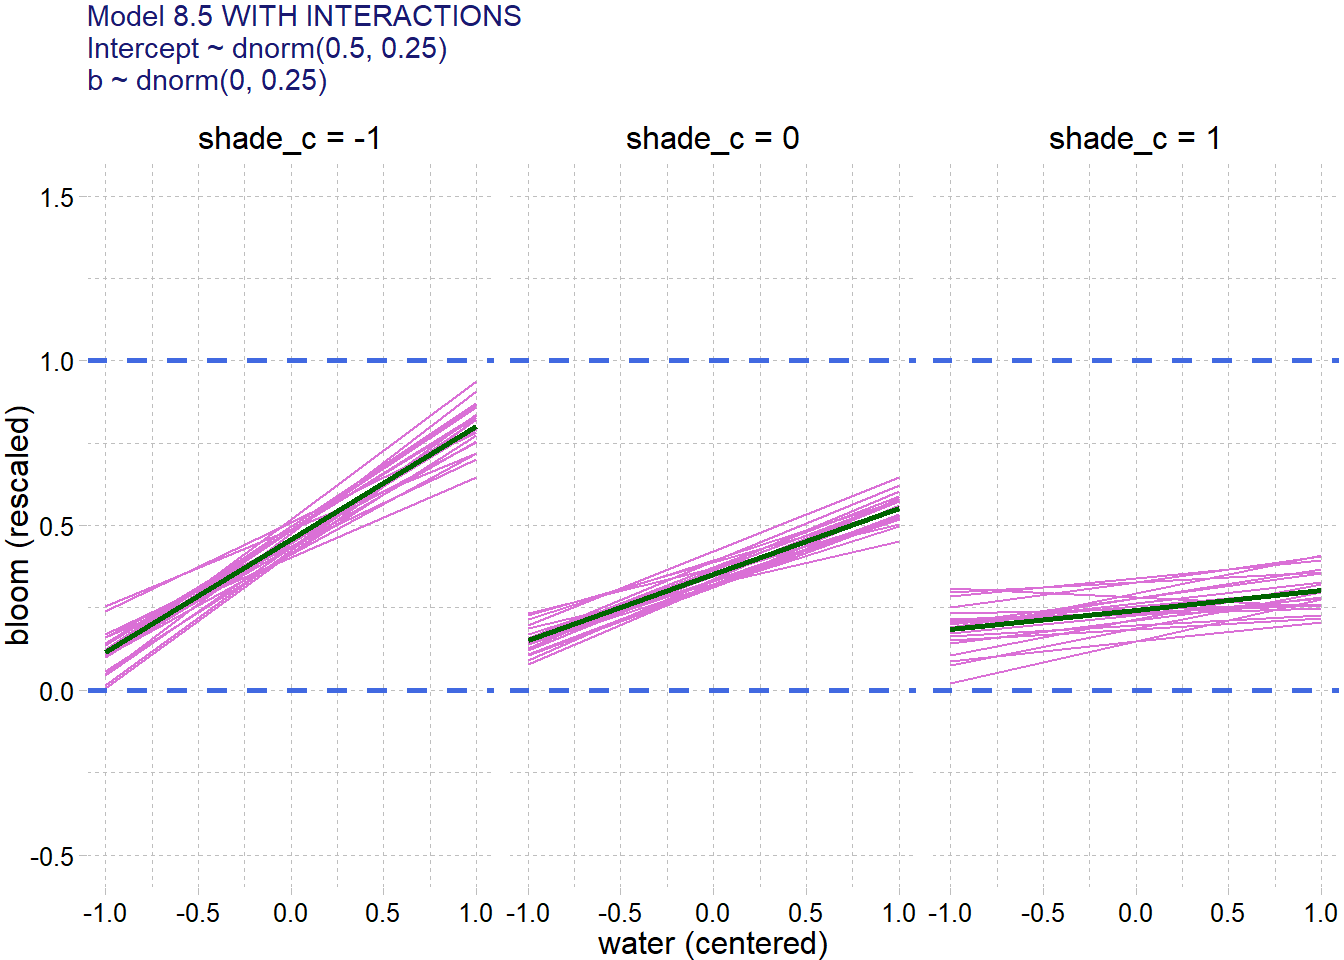 Model 8.5 WITH INTERACTIONS
Intercept ~ dnorm(0.5, 0.25)
b ~ dnorm(0, 0.25)
shade_c = -1
shade_c = 0
shade_c = 1
bloom (rescaled)
1.5
1.0
0.5
0.0
-0.5
-1.0 -0.5 0.0 0.5 1.0 -1.0 -0.5 0.0 0.5 1.0 -1.0 -0.5 0.0 0.5 1.0
water (centered)